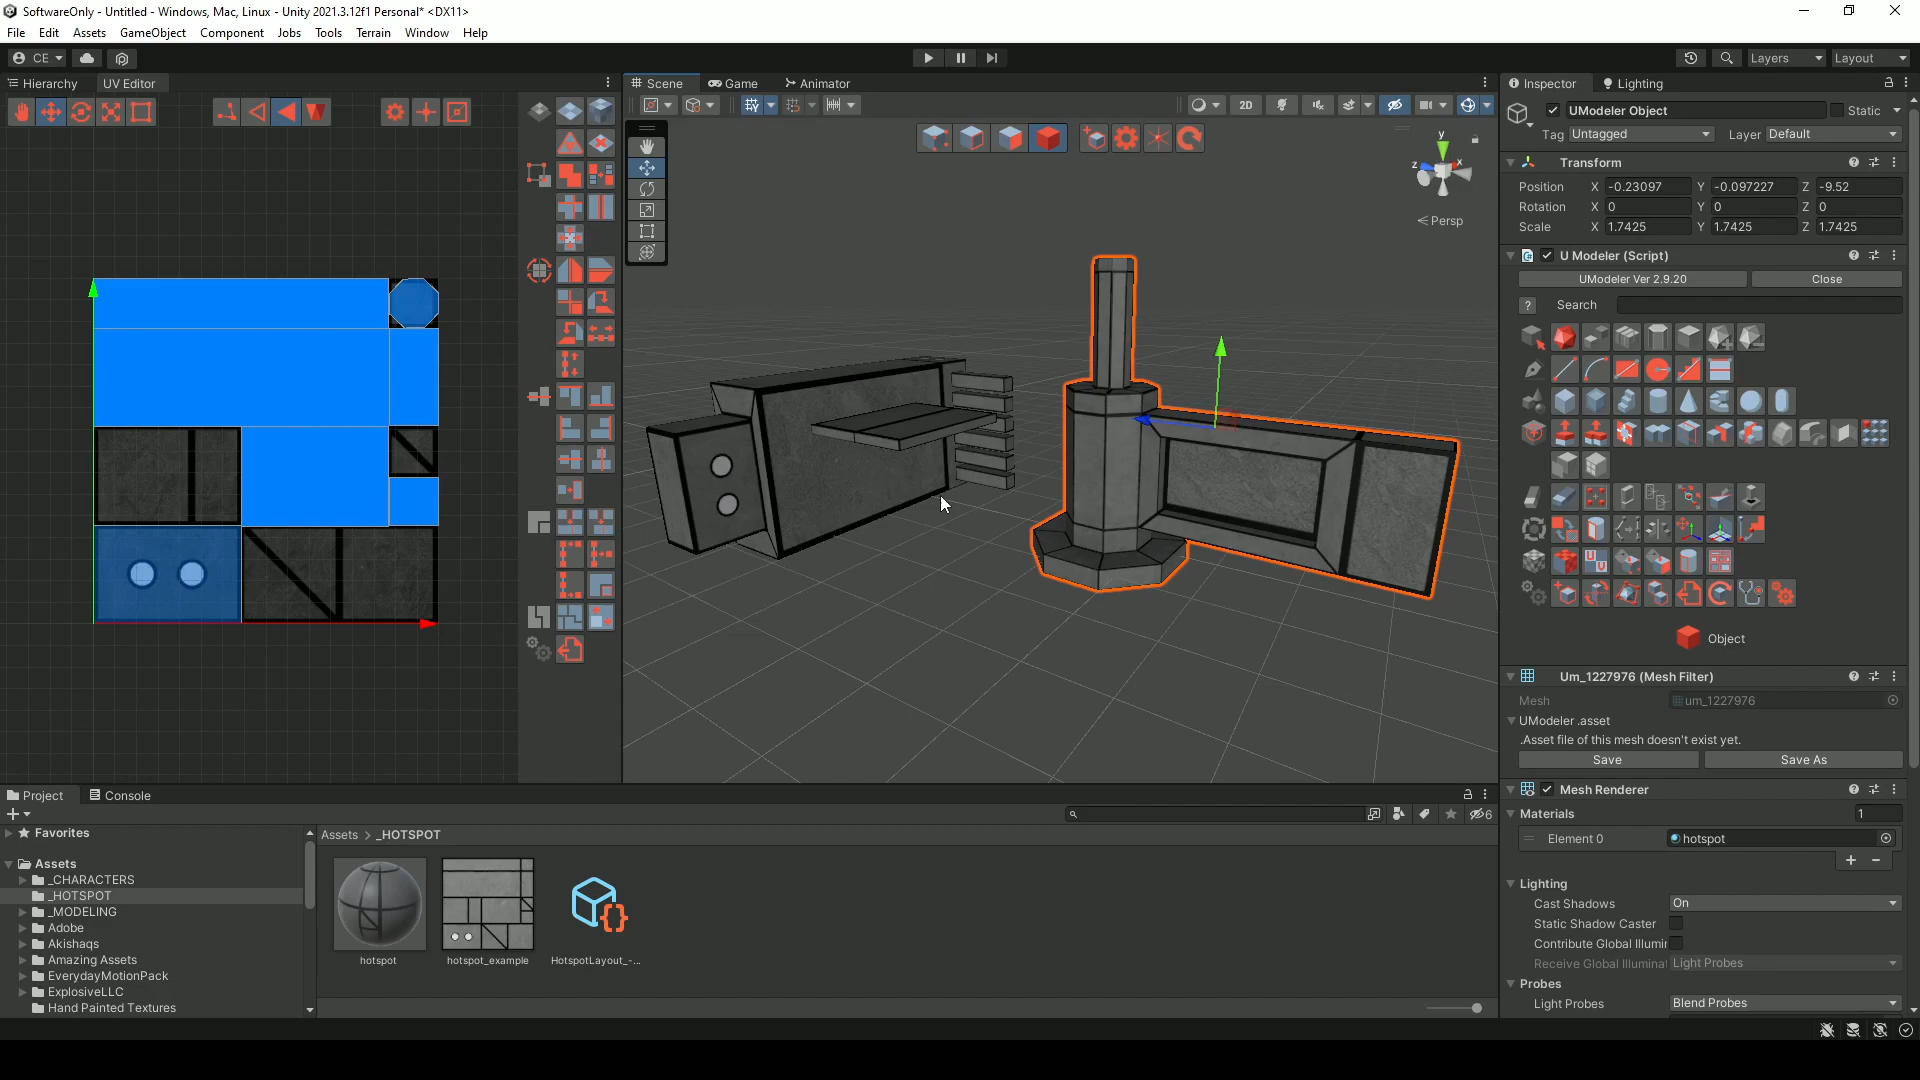 SoftwareOnly - Untitled - Windows, Mac, Linux - Unity 2021.3.12f1 Personal* <DX11>
File Edit Assets GameObject Component Jobs Tools Terrain Window Help
CE Layers Layout
Hierarchy UV Editor Scene Game Animator Inspector Lighting
2D
UModeler Object Static
Tag Untagged Layer Default
y
z x
Persp
Transform
Position X -0.23097 Y -0.097227 Z -9.52
Rotation X 0 Y 0 Z 0
Scale X 1.7425 Y 1.7425 Z 1.7425
U Modeler (Script)
UModeler Ver 2.9.20 Close
? Search
Object
Um_1227976 (Mesh Filter)
Mesh um_1227976
UModeler .asset
.Asset file of this mesh doesn't exist yet.
Save Save As
Mesh Renderer
Materials 1
Element 0 hotspot
Lighting
Cast Shadows On
Static Shadow Caster
Contribute Global Illumin
Receive Global Illuminat Light Probes
Probes
Light Probes Blend Probes
Project Console
6
Favorites
Assets
_CHARACTERS
_HOTSPOT
_MODELING
Adobe
Akishaqs
Amazing Assets
EverydayMotionPack
ExplosiveLLC
Hand Painted Textures
Assets > _HOTSPOT
hotspot hotspot_example HotspotLayout_-...